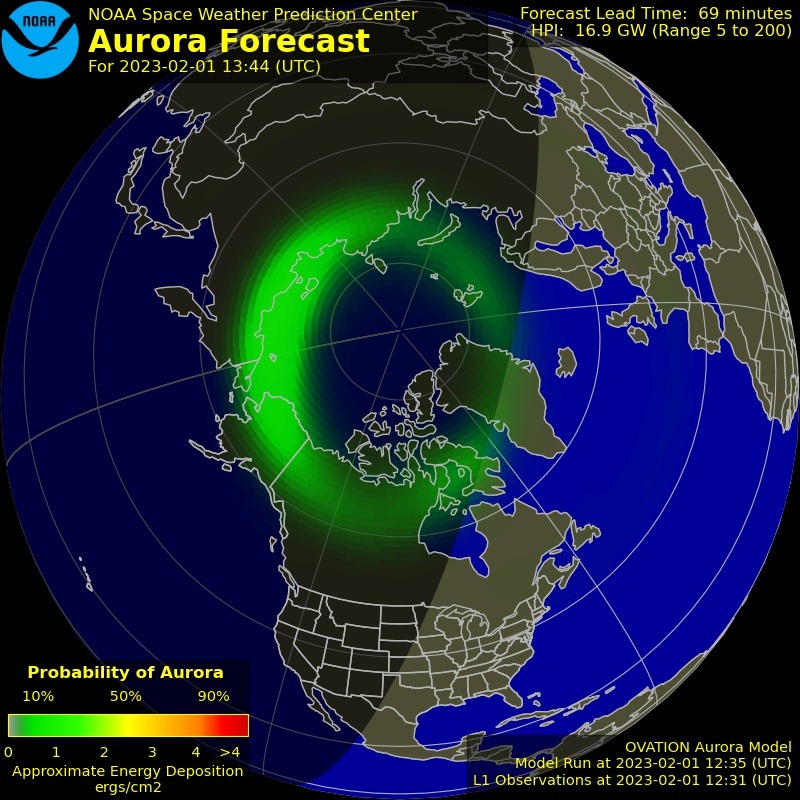 NOAA
NOAA Space Weather Prediction Center
Aurora Forecast
For 2023-02-01 13:44 (UTC)
Forecast Lead Time: 69 minutes
HPI: 16.9 GW (Range 5 to 200)
Probability of Aurora
10% 50% 90%
0 1 2 3 4 >4
Approximate Energy Deposition
ergs/cm2
OVATION Aurora Model
Model Run at 2023-02-01 12:35 (UTC)
L1 Observations at 2023-02-01 12:31 (UTC)